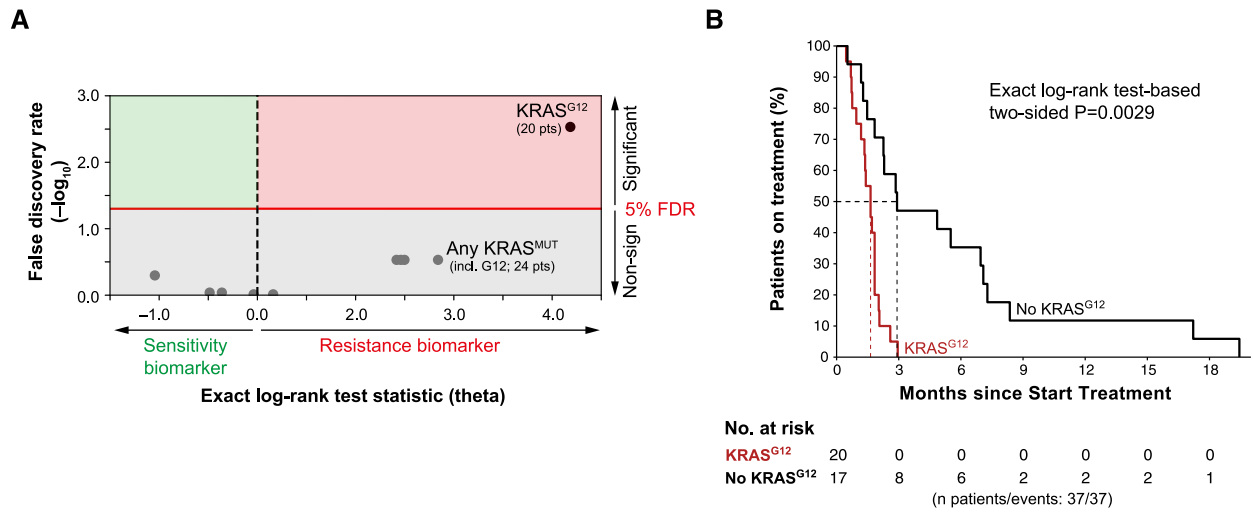 A
3.0
2.0
1.0
0.0
False discovery rate
(–log10)
KRASG12
(20 pts)
Any KRASMUT
(incl. G12; 24 pts)
Significant
5% FDR
Non-sign
–1.0 0.0 1.0 2.0 3.0 4.0
Sensitivity
biomarker
Resistance biomarker
Exact log-rank test statistic (theta)
B
100
90
80
70
60
50
40
30
20
10
0
Patients on treatment (%)
Exact log-rank test-based
two-sided P=0.0029
No KRASG12
KRASG12
0 3 6 9 12 15 18
Months since Start Treatment
No. at risk
KRASG12 20 0 0 0 0 0 0
No KRASG12 17 8 6 2 2 2 1
(n patients/events: 37/37)